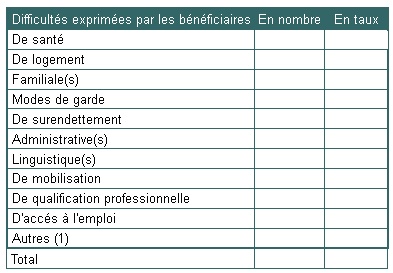 Difficultés exprimées par les bénéficiaires En nombre En taux
De santé
De logement
Familiale(s)
Modes de garde
De surendettement
Administrative(s)
Linguistique(s)
De mobilisation
De qualification professionnelle
D'accés à l'emploi
Autres (1)
Total